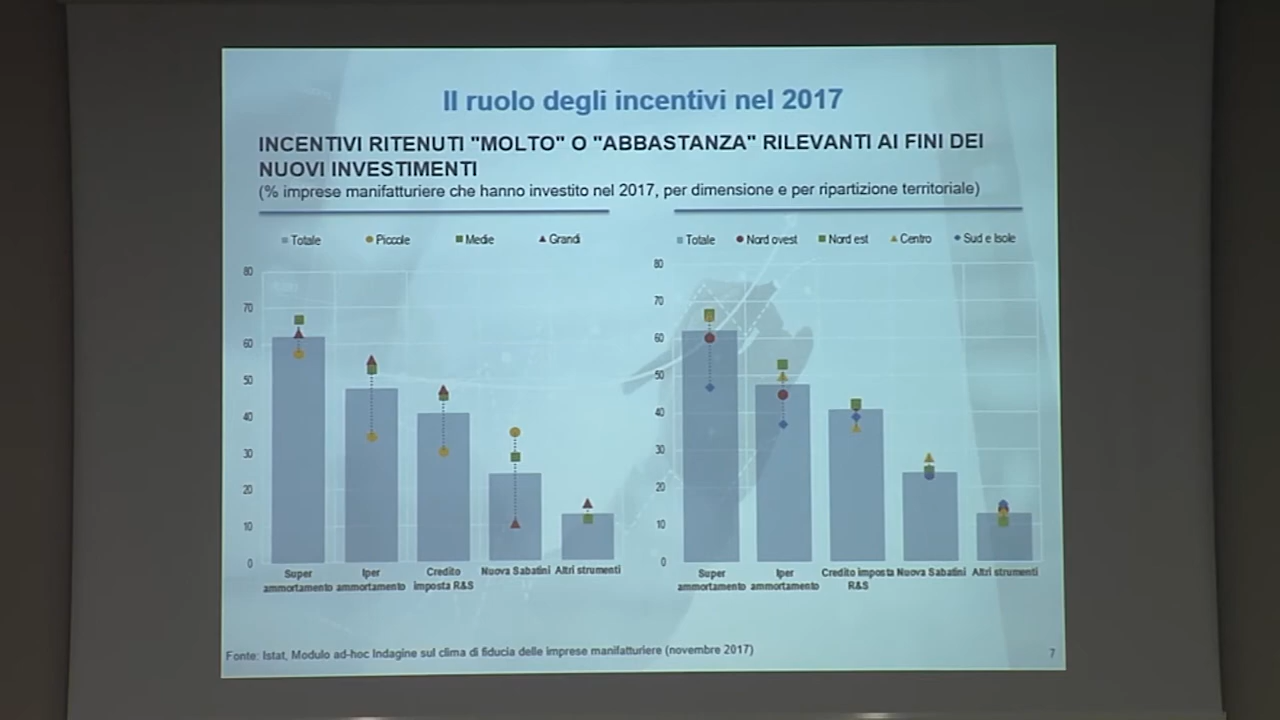 Il ruolo degli incentivi nel 2017
INCENTIVI RITENUTI "MOLTO" O "ABBASTANZA" RILEVANTI AI FINI DEI
NUOVI INVESTIMENTI
(% imprese manifatturiere che hanno investito nel 2017, per dimensione e per ripartizione territoriale)
Totale Piccole Medie Grandi
80
70
60
50
40
30
20
10
0
Super ammortamento
Iper ammortamento
Credito imposta R&S
Nuova Sabatini
Altri strumenti
Totale Nord ovest Nord est Centro Sud e Isole
80
70
60
50
40
30
20
10
0
Super ammortamento
Iper ammortamento
Credito imposta R&S
Nuova Sabatini
Altri strumenti
Fonte: Istat, Modulo ad-hoc Indagine sul clima di fiducia delle imprese manifatturiere (novembre 2017)
7